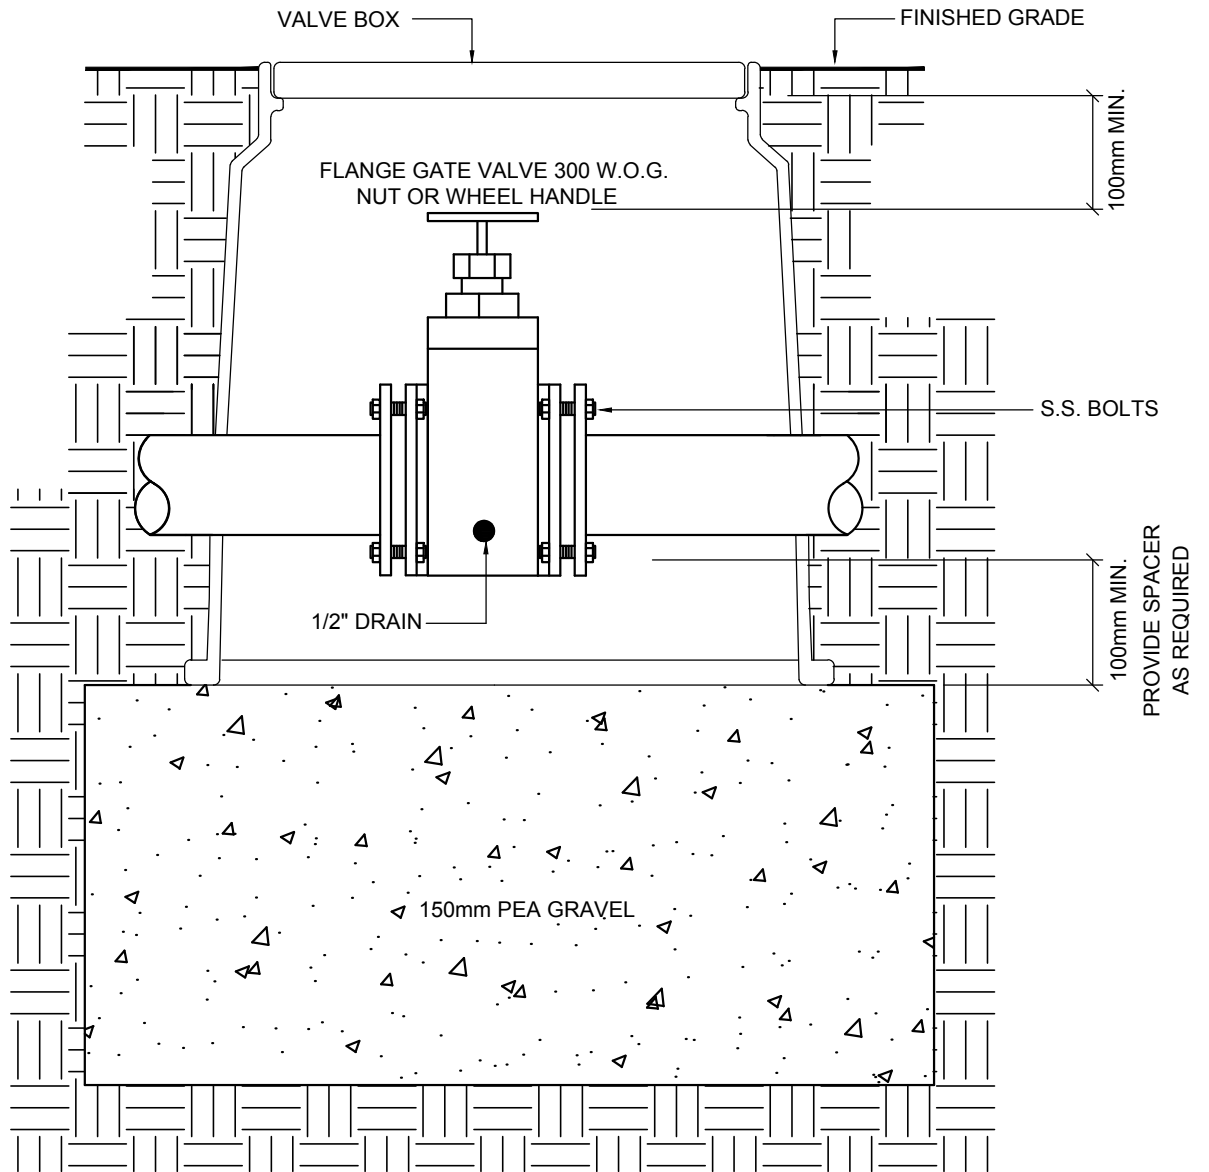 VALVE BOX
FINISHED GRADE
100mm MIN.
FLANGE GATE VALVE 300 W.O.G.
NUT OR WHEEL HANDLE
S.S. BOLTS
1/2" DRAIN
100mm MIN.
PROVIDE SPACER
AS REQUIRED
150mm PEA GRAVEL